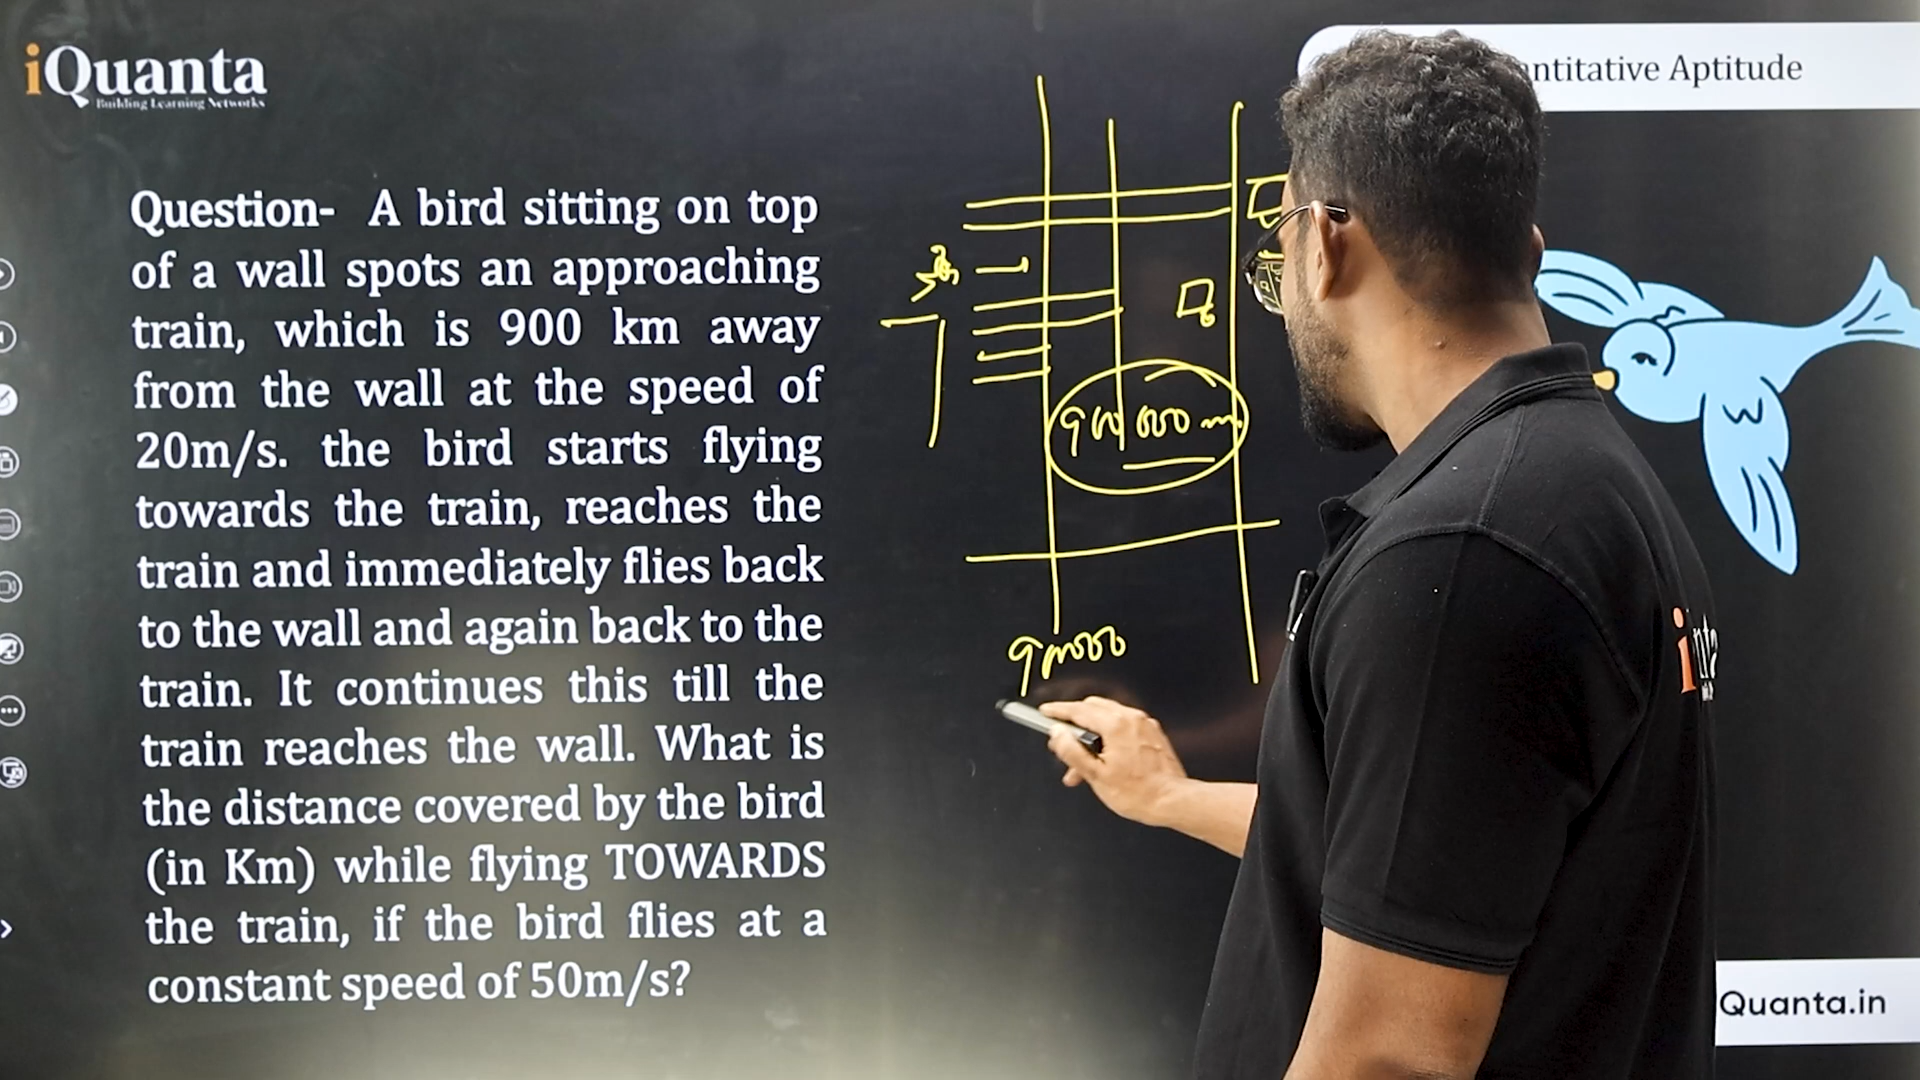 iQuanta
Building Learning Networks
ntitative Aptitude
Question- A bird sitting on top
of a wall spots an approaching
train, which is 900 km away
from the wall at the speed of
20m/s. the bird starts flying
towards the train, reaches the
train and immediately flies back
to the wall and again back to the
train. It continues this till the
train reaches the wall. What is
the distance covered by the bird
(in Km) while flying TOWARDS
the train, if the bird flies at a
constant speed of 50m/s?
900 000 m
Quanta.in